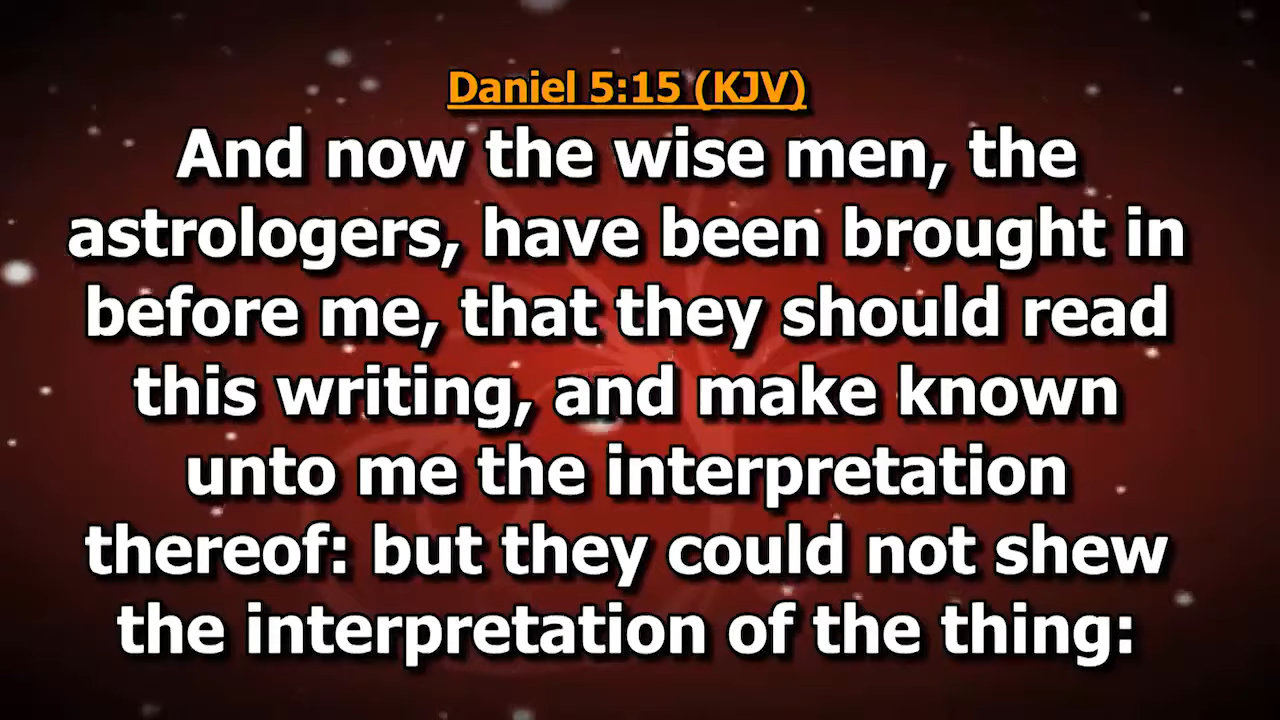 Daniel 5:15 (KJV)
And now the wise men, the
astrologers, have been brought in
before me, that they should read
this writing, and make known
unto me the interpretation
thereof: but they could not shew
the interpretation of the thing: